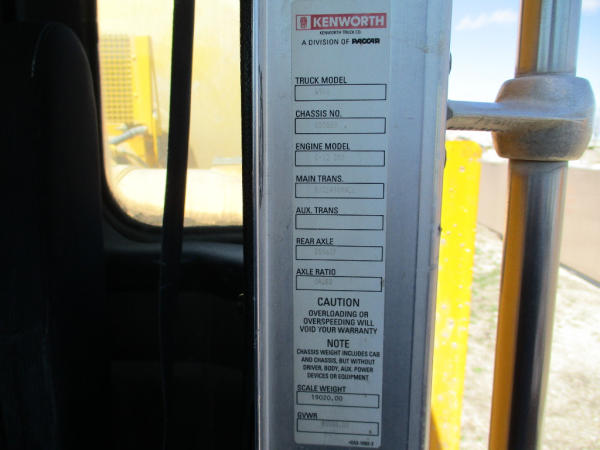 KENWORTH
KENWORTH TRUCK CO.
A DIVISION OF PACCAR
TRUCK MODEL
CHASSIS NO.
ENGINE MODEL
MAIN TRANS.
AUX. TRANS
REAR AXLE
AXLE RATIO
CAUTION
OVERLOADING OR
OVERSPEEDING WILL
VOID YOUR WARRANTY
NOTE
CHASSIS WEIGHT INCLUDES CAB
AND CHASSIS, BUT WITHOUT
DRIVER, BODY, AUX. POWER
DEVICES OR EQUIPMENT
SCALE WEIGHT
19020.00
GVWR